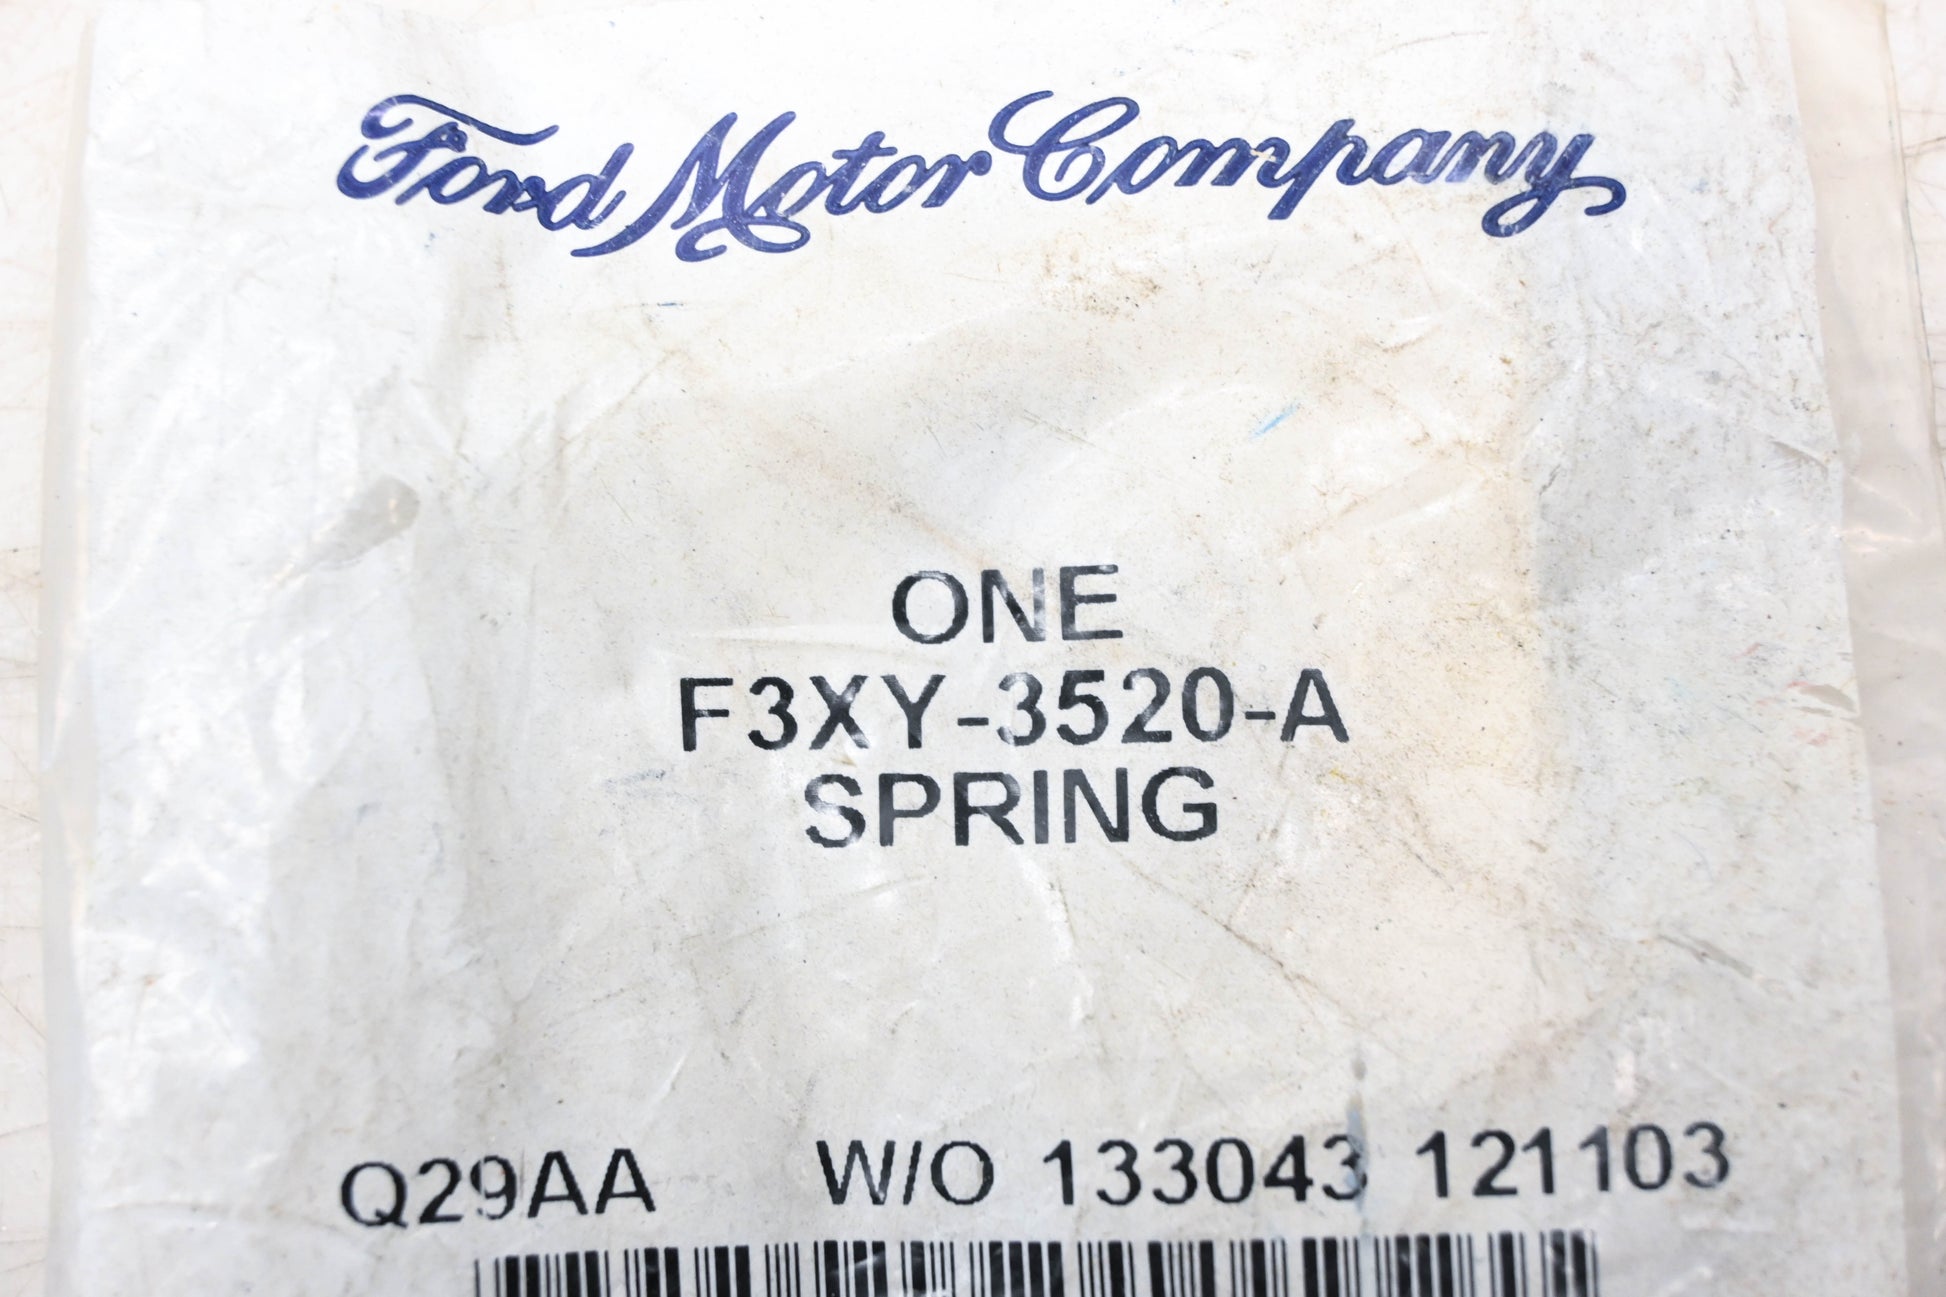 Ford Motor Company
ONE
F3XY-3520-A
SPRING
Q29AA W/O 133043 121103